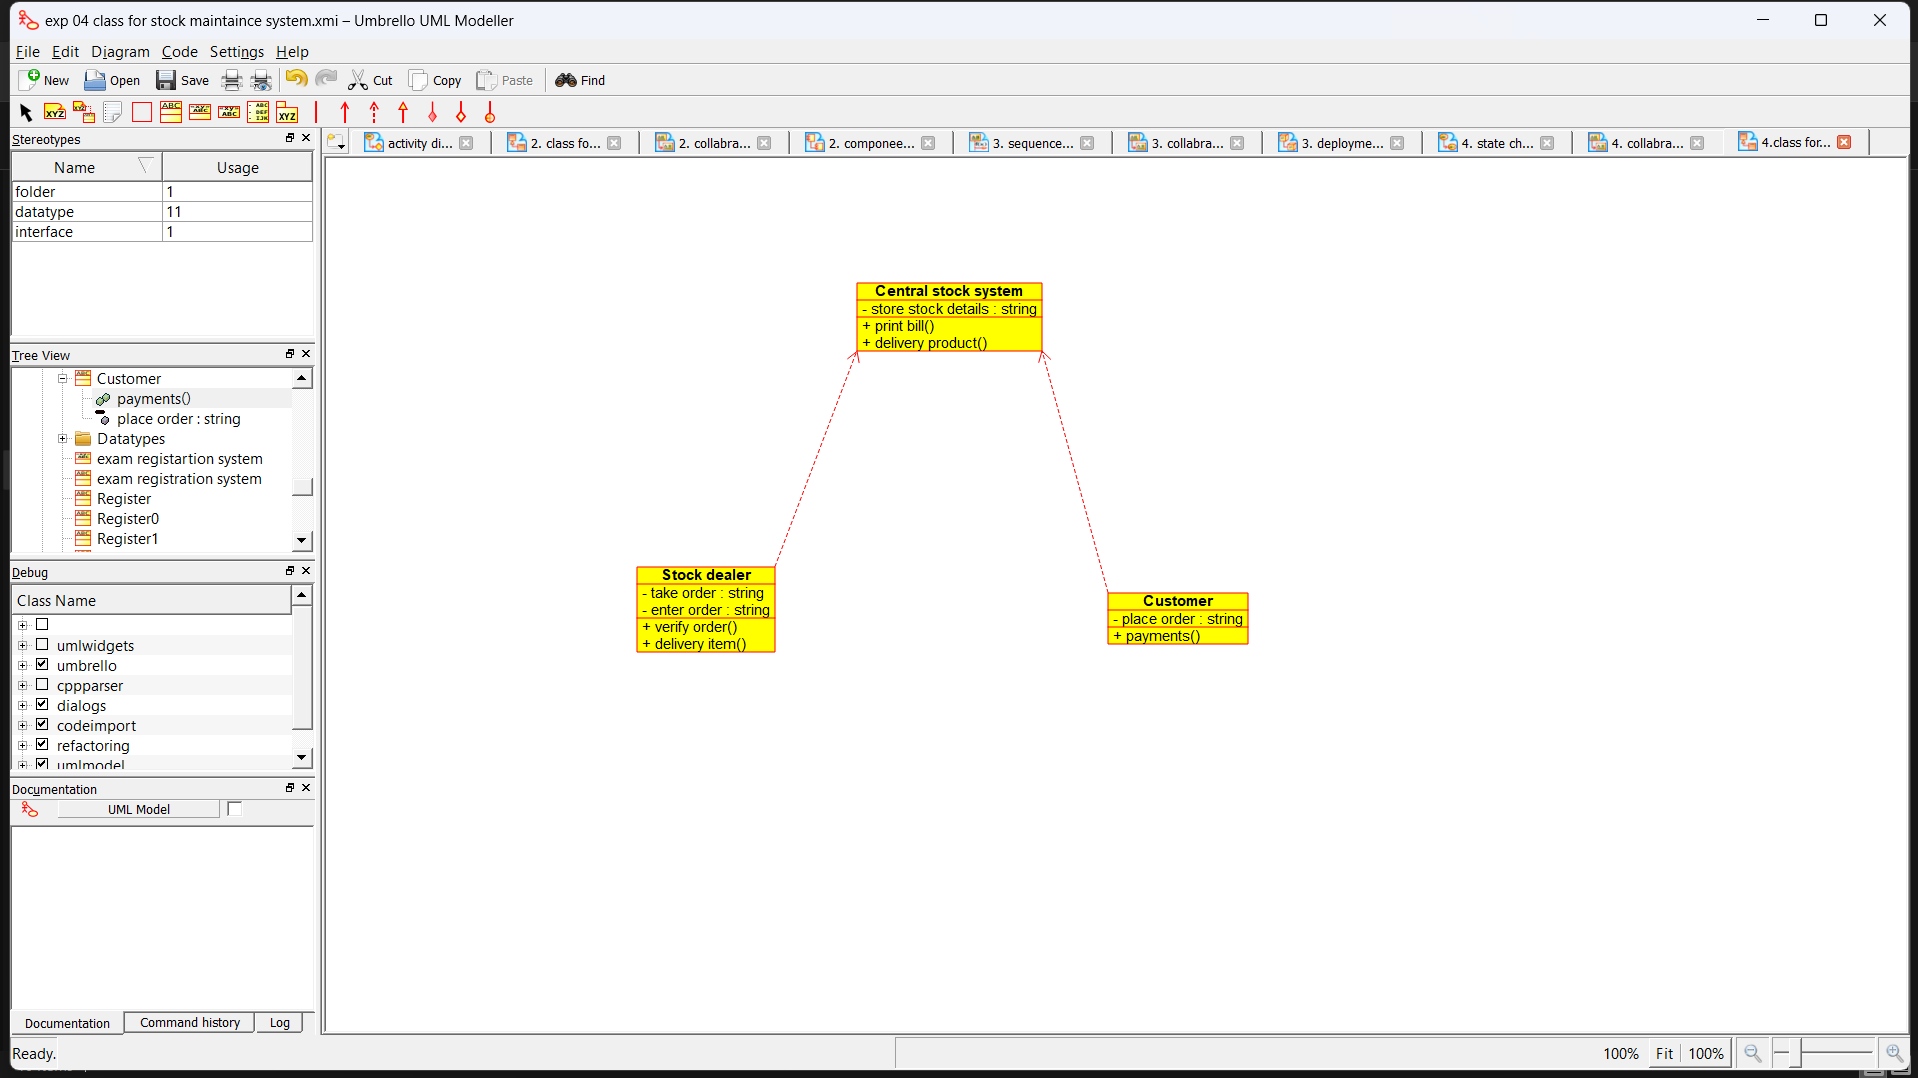 exp 04 class for stock maintaince system.xmi – Umbrello UML Modeller
File Edit Diagram Code Settings Help
New Open Save Cut Copy Paste Find
Stereotypes
Name Usage
folder 1
datatype 11
interface 1
Tree View
Customer
payments()
place order : string
Datatypes
exam registartion system
exam registration system
Register
Register0
Register1
Debug
Class Name
umlwidgets
umbrello
cppparser
dialogs
codeimport
refactoring
umlmodel
Documentation
UML Model
Documentation Command history Log
Ready.
activity di... 2. class fo... 2. collabra... 2. componee... 3. sequence... 3. collabra... 3. deployme... 4. state ch... 4. collabra... 4.class for...
Central stock system
- store stock details : string
+ print bill()
+ delivery product()
Stock dealer
- take order : string
- enter order : string
+ verify order()
+ delivery item()
Customer
- place order : string
+ payments()
100% Fit 100%